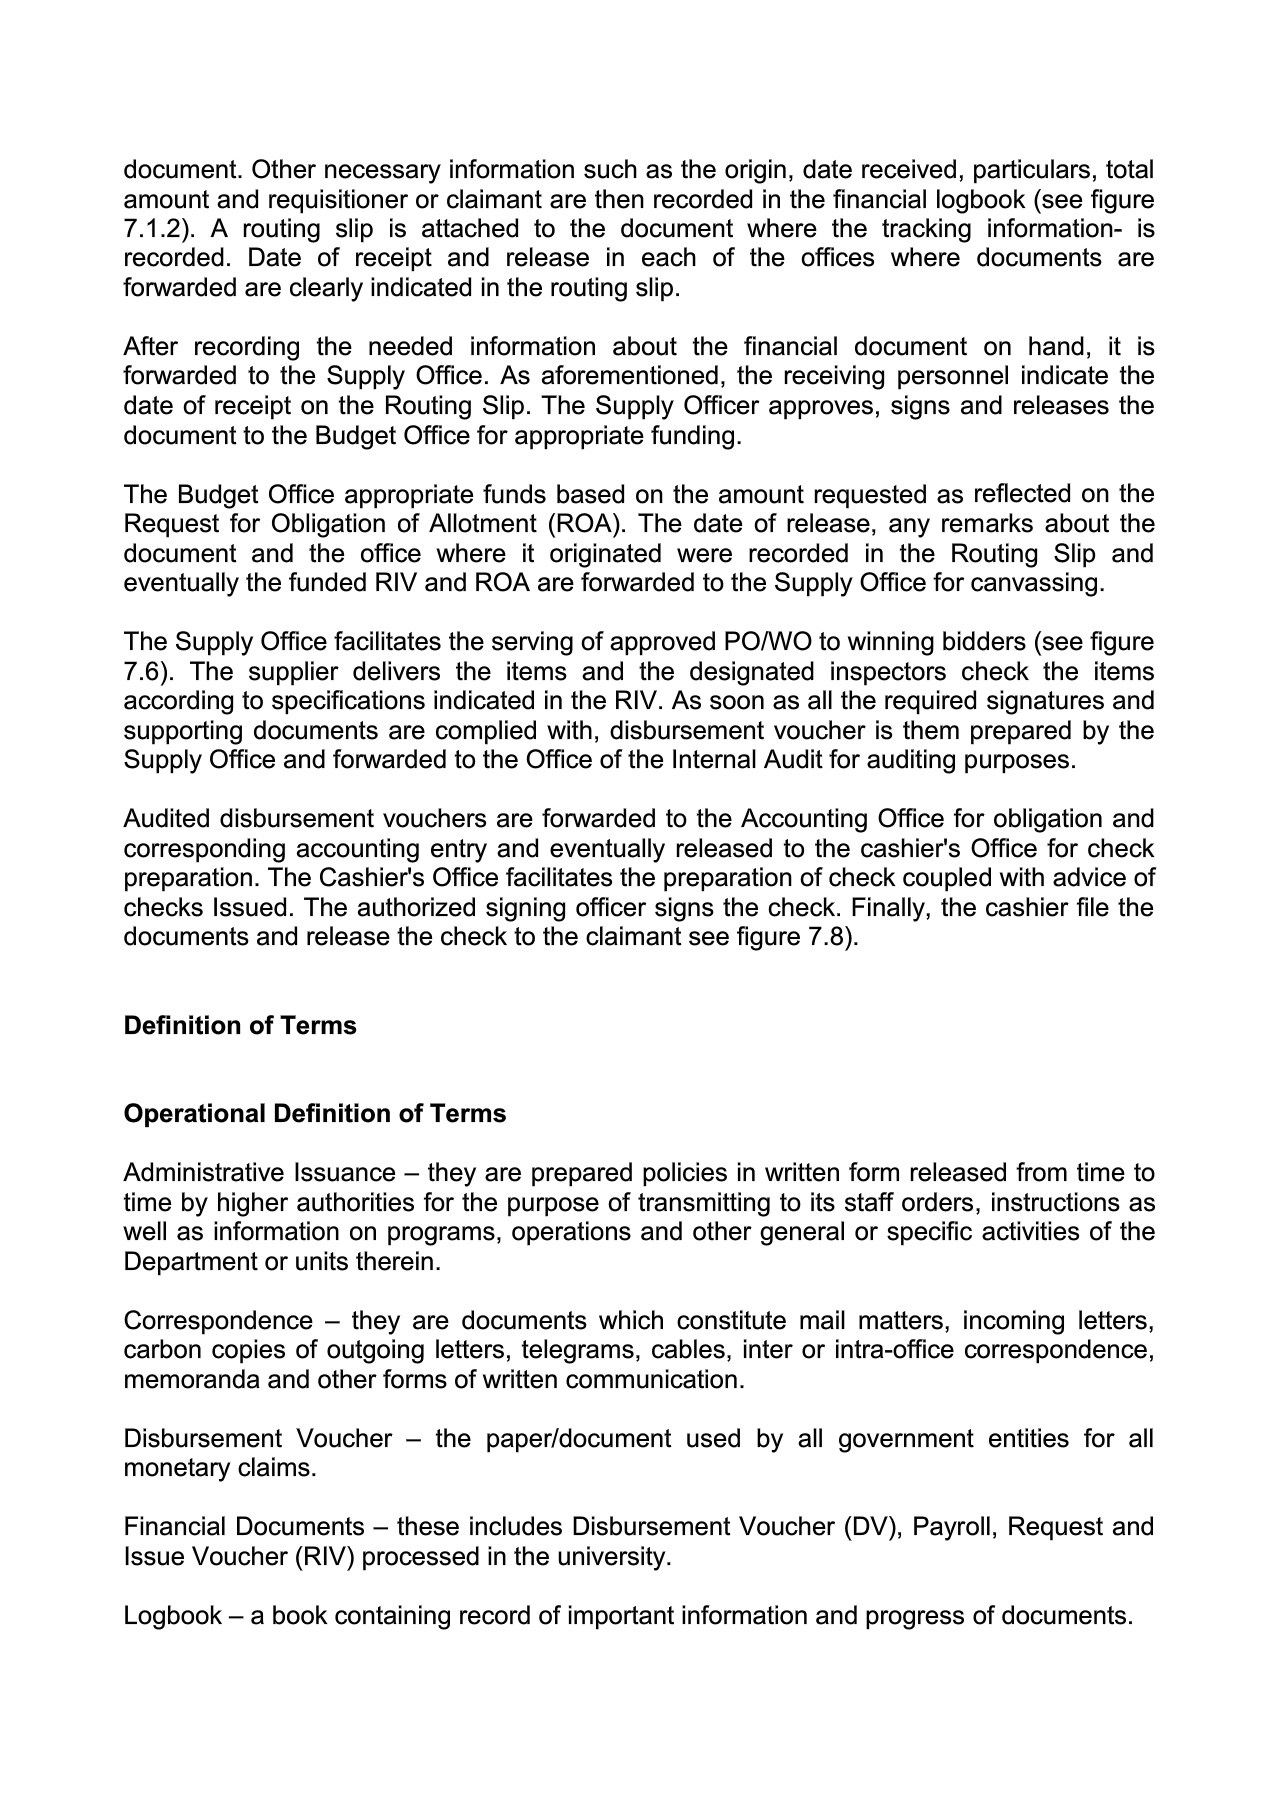 document. Other necessary information such as the origin, date received, particulars, total
amount and requisitioner or claimant are then recorded in the financial logbook (see figure
7.1.2). A routing slip is attached to the document where the tracking information- is
recorded. Date of receipt and release in each of the offices where documents are
forwarded are clearly indicated in the routing slip.
After recording the needed information about the financial document on hand, it is
forwarded to the Supply Office. As aforementioned, the receiving personnel indicate the
date of receipt on the Routing Slip. The Supply Officer approves, signs and releases the
document to the Budget Office for appropriate funding.
The Budget Office appropriate funds based on the amount requested as reflected on the
Request for Obligation of Allotment (ROA). The date of release, any remarks about the
document and the office where it originated were recorded in the Routing Slip and
eventually the funded RIV and ROA are forwarded to the Supply Office for canvassing.
The Supply Office facilitates the serving of approved PO/WO to winning bidders (see figure
7.6). The supplier delivers the items and the designated inspectors check the items
according to specifications indicated in the RIV. As soon as all the required signatures and
supporting documents are complied with, disbursement voucher is them prepared by the
Supply Office and forwarded to the Office of the Internal Audit for auditing purposes.
Audited disbursement vouchers are forwarded to the Accounting Office for obligation and
corresponding accounting entry and eventually released to the cashier's Office for check
preparation. The Cashier's Office facilitates the preparation of check coupled with advice of
checks Issued. The authorized signing officer signs the check. Finally, the cashier file the
documents and release the check to the claimant see figure 7.8).
Definition of Terms
Operational Definition of Terms
Administrative Issuance – they are prepared policies in written form released from time to
time by higher authorities for the purpose of transmitting to its staff orders, instructions as
well as information on programs, operations and other general or specific activities of the
Department or units therein.
Correspondence – they are documents which constitute mail matters, incoming letters,
carbon copies of outgoing letters, telegrams, cables, inter or intra-office correspondence,
memoranda and other forms of written communication.
Disbursement Voucher – the paper/document used by all government entities for all
monetary claims.
Financial Documents – these includes Disbursement Voucher (DV), Payroll, Request and
Issue Voucher (RIV) processed in the university.
Logbook – a book containing record of important information and progress of documents.